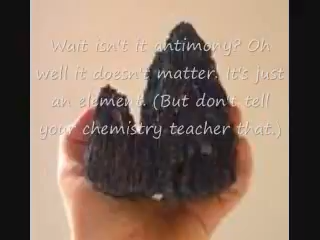 Wait isn't it antimony? Oh
well it doesn't matter. It's just
an element. (But don't tell
your chemistry teacher that.)